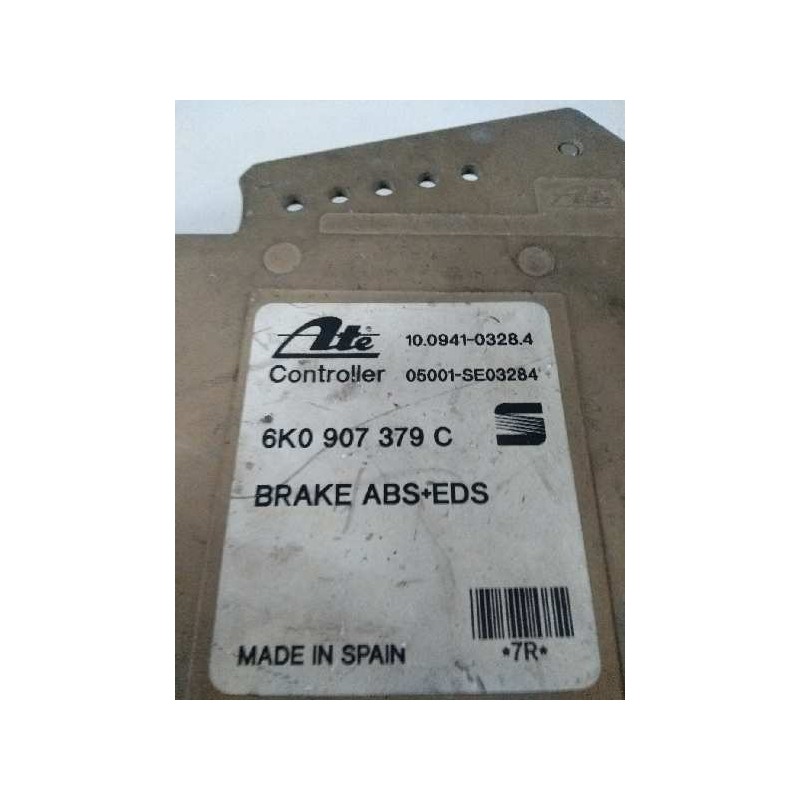 Ate® 10.0941-0328.4
Controller 05001-SE03284
6K0 907 379 C
BRAKE ABS+EDS
*7R*
MADE IN SPAIN